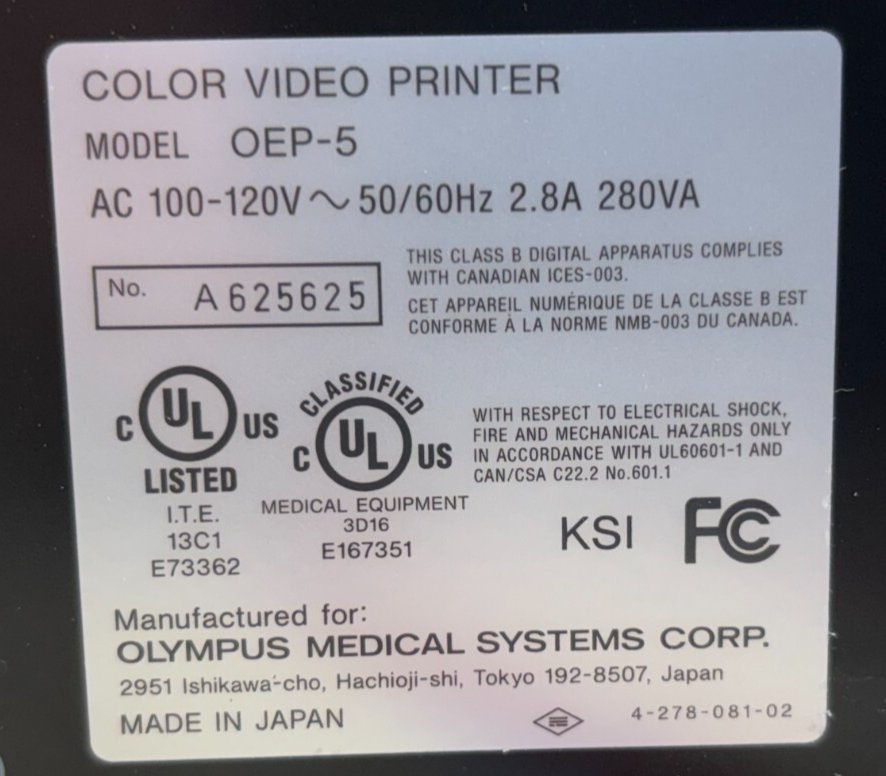 COLOR VIDEO PRINTER
MODEL OEP-5
AC 100-120V ~ 50/60Hz 2.8A 280VA
No. A 625625
THIS CLASS B DIGITAL APPARATUS COMPLIES
WITH CANADIAN ICES-003.
CET APPAREIL NUMÉRIQUE DE LA CLASSE B EST
CONFORME À LA NORME NMB-003 DU CANADA.
C UL US
LISTED
I.T.E.
13C1
E73362
CLASSIFIED
C UL US
MEDICAL EQUIPMENT
3D16
E167351
WITH RESPECT TO ELECTRICAL SHOCK,
FIRE AND MECHANICAL HAZARDS ONLY
IN ACCORDANCE WITH UL60601-1 AND
CAN/CSA C22.2 No.601.1
KSI FC
Manufactured for:
OLYMPUS MEDICAL SYSTEMS CORP.
2951 Ishikawa-cho, Hachioji-shi, Tokyo 192-8507, Japan
MADE IN JAPAN
4-278-081-02